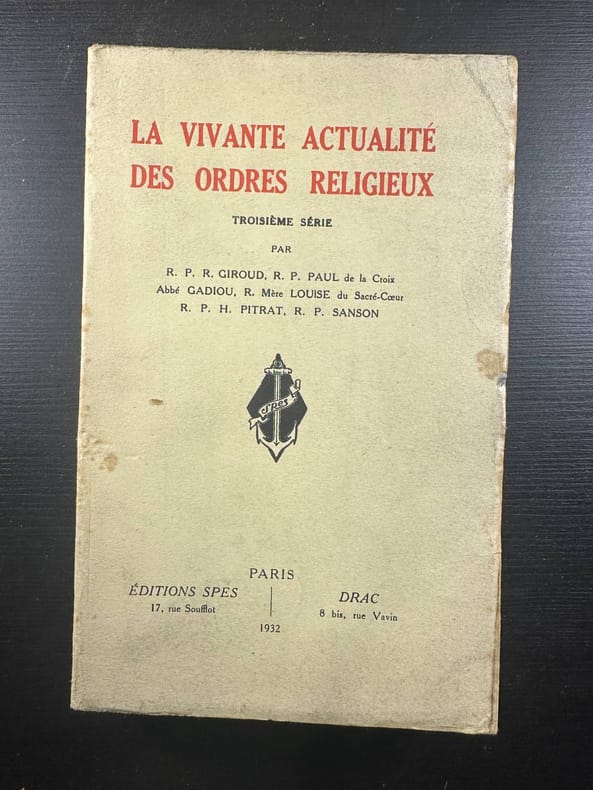 LA VIVANTE ACTUALITÉ
DES ORDRES RELIGIEUX
TROISIÈME SÉRIE
PAR
R. P. R. GIROUD, R. P. PAUL de la Croix
Abbé GADIOU, R. Mère LOUISE du Sacré-Cœur
R. P. H. PITRAT, R. P. SANSON
Spes
PARIS
ÉDITIONS SPES
17, rue Soufflot
DRAC
8 bis, rue Vavin
1932